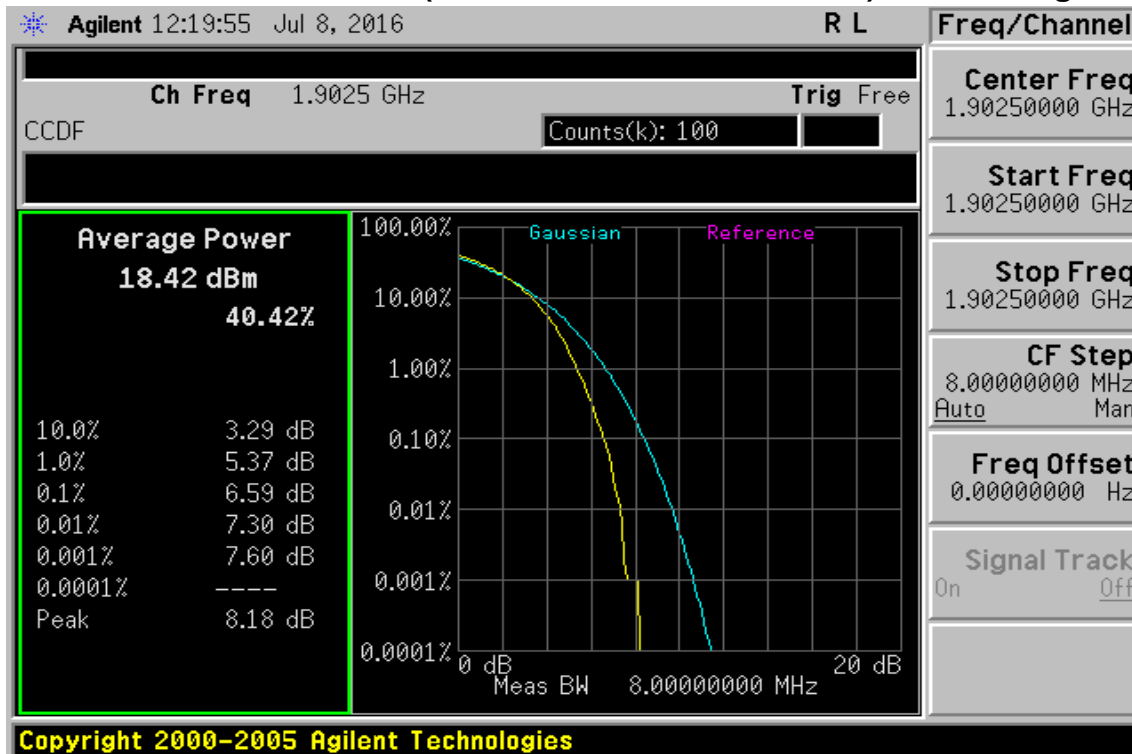 Agilent 12:19:55 Jul 8, 2016 R L
Freq/Channel
Ch Freq 1.9025 GHz Trig Free
CCDF Counts(k): 100
Center Freq
1.90250000 GHz
Start Freq
1.90250000 GHz
Stop Freq
1.90250000 GHz
CF Step
8.00000000 MHz
Auto Man
Freq Offset
0.00000000 Hz
Signal Track
On Off
Average Power
18.42 dBm
40.42%
10.0% 3.29 dB
1.0% 5.37 dB
0.1% 6.59 dB
0.01% 7.30 dB
0.001% 7.60 dB
0.0001% ----
Peak 8.18 dB
Gaussian Reference
100.00%
10.00%
1.00%
0.10%
0.01%
0.001%
0.0001%
0 dB 20 dB
Meas BW 8.00000000 MHz
Copyright 2000-2005 Agilent Technologies